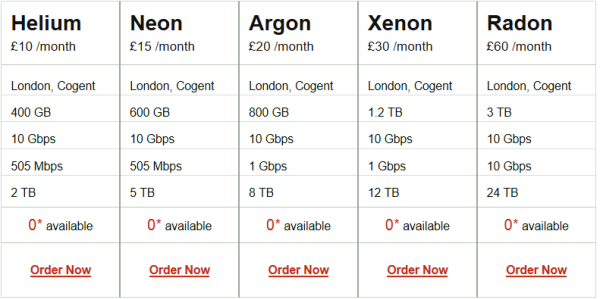 Helium Neon Argon Xenon Radon
£10 /month £15 /month £20 /month £30 /month £60 /month
London, Cogent London, Cogent London, Cogent London, Cogent London, Cogent
400 GB 600 GB 800 GB 1.2 TB 3 TB
10 Gbps 10 Gbps 10 Gbps 10 Gbps 10 Gbps
505 Mbps 505 Mbps 1 Gbps 1 Gbps 10 Gbps
2 TB 5 TB 8 TB 12 TB 24 TB
0* available 0* available 0* available 0* available 0* available
Order Now Order Now Order Now Order Now Order Now